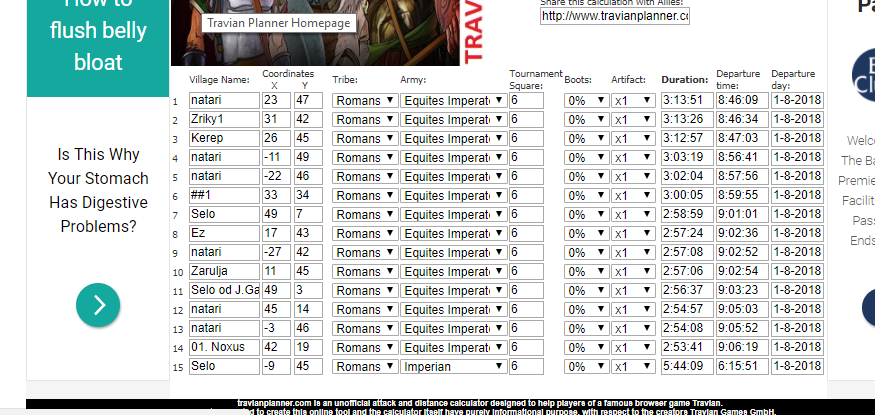 How to
flush belly
bloat
Is This Why
Your Stomach
Has Digestive
Problems?
Travian Planner Homepage
TRAV
Share this calculation with Allies!
http://www.travianplanner.co
Village Name: Coordinates X Y Tribe: Army: Tournament Square: Boots: Artifact: Duration: Departure time: Departure day:
1 natari 23 47 Romans Equites Imperat 6 0% x1 3:13:51 8:46:09 1-8-2018
2 Zriky1 31 42 Romans Equites Imperat 6 0% x1 3:13:26 8:46:34 1-8-2018
3 Kerep 26 45 Romans Equites Imperat 6 0% x1 3:12:57 8:47:03 1-8-2018
4 natari -11 49 Romans Equites Imperat 6 0% x1 3:03:19 8:56:41 1-8-2018
5 natari -22 46 Romans Equites Imperat 6 0% x1 3:02:04 8:57:56 1-8-2018
6 ##1 33 34 Romans Equites Imperat 6 0% x1 3:00:05 8:59:55 1-8-2018
7 Selo 49 7 Romans Equites Imperat 6 0% x1 2:58:59 9:01:01 1-8-2018
8 Ez 17 43 Romans Equites Imperat 6 0% x1 2:57:24 9:02:36 1-8-2018
9 natari -27 42 Romans Equites Imperat 6 0% x1 2:57:08 9:02:52 1-8-2018
10 Zarulja 11 45 Romans Equites Imperat 6 0% x1 2:57:06 9:02:54 1-8-2018
11 Selo od J.Ga 49 3 Romans Equites Imperat 6 0% x1 2:56:37 9:03:23 1-8-2018
12 natari 45 14 Romans Equites Imperat 6 0% x1 2:54:57 9:05:03 1-8-2018
13 natari -3 46 Romans Equites Imperat 6 0% x1 2:54:08 9:05:52 1-8-2018
14 01. Noxus 42 19 Romans Equites Imperat 6 0% x1 2:53:41 9:06:19 1-8-2018
15 Selo -9 45 Romans Imperian 6 0% x1 5:44:09 6:15:51 1-8-2018
travianplanner.com is an unofficial attack and distance calculator designed to help players of a famous browser game Travian.
to create this online tool and the calculator itself have purely informational purpose, with respect to the creators Travian Games GmbH.
Pa
Welco
The Ba
Premie
Facilit
Pass
Ends